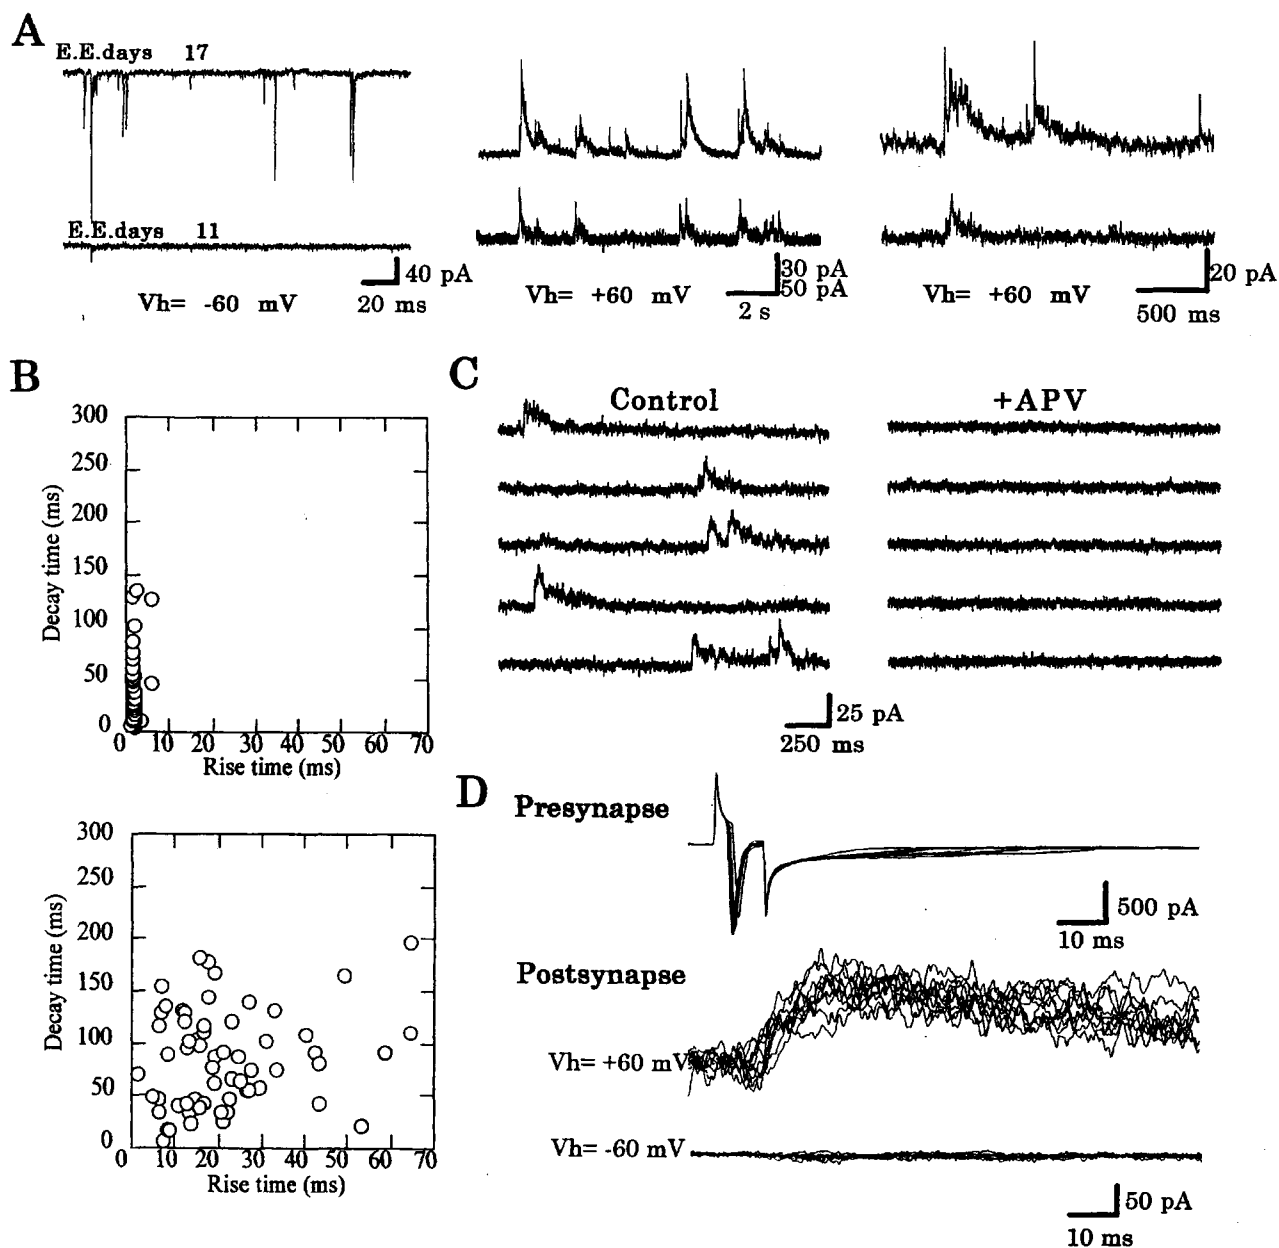 A
E.E.days 17
E.E.days 11
40 pA
20 ms
Vh= -60 mV
30 pA
50 pA
2 s
Vh= +60 mV
20 pA
500 ms
Vh= +60 mV
B
300
250
200
150
100
50
0
Decay time (ms)
0 10 20 30 40 50 60 70
Rise time (ms)
300
250
200
150
100
50
0
Decay time (ms)
0 10 20 30 40 50 60 70
Rise time (ms)
C
Control
+APV
25 pA
250 ms
D
Presynapse
500 pA
10 ms
Postsynapse
Vh= +60 mV
Vh= -60 mV
50 pA
10 ms